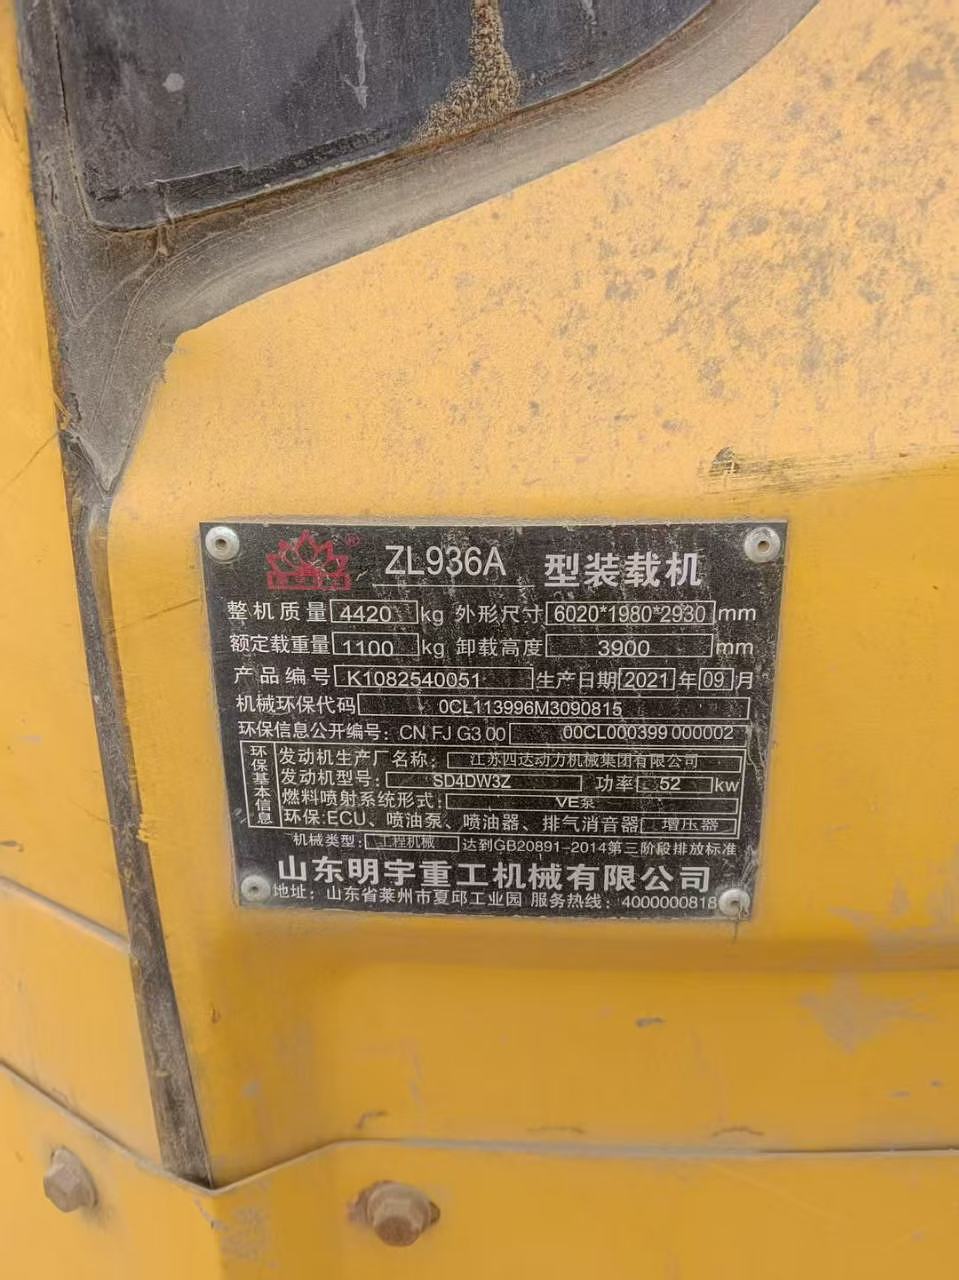 ZL936A 型装载机
整机质量 4420 kg 外形尺寸 6020*1980*2930 mm
额定载重量 1100 kg 卸载高度 3900 mm
产品编号 K1082540051 生产日期 2021 年 09 月
机械环保代码 0CL113996M3090815
环保信息公开编号: CN FJ G3 00 00CL000399 000002
环保基本信息
发动机生产厂名称: 江苏四达动力机械集团有限公司
发动机型号: SD4DW3Z 功率: 52 kw
燃料喷射系统形式: VE泵
环保:ECU、喷油泵、喷油器、排气消音器 增压器
机械类型: 工程机械 达到GB20891-2014第三阶段排放标准
山东明宇重工机械有限公司
地址: 山东省莱州市夏邱工业园 服务热线: 4000000818